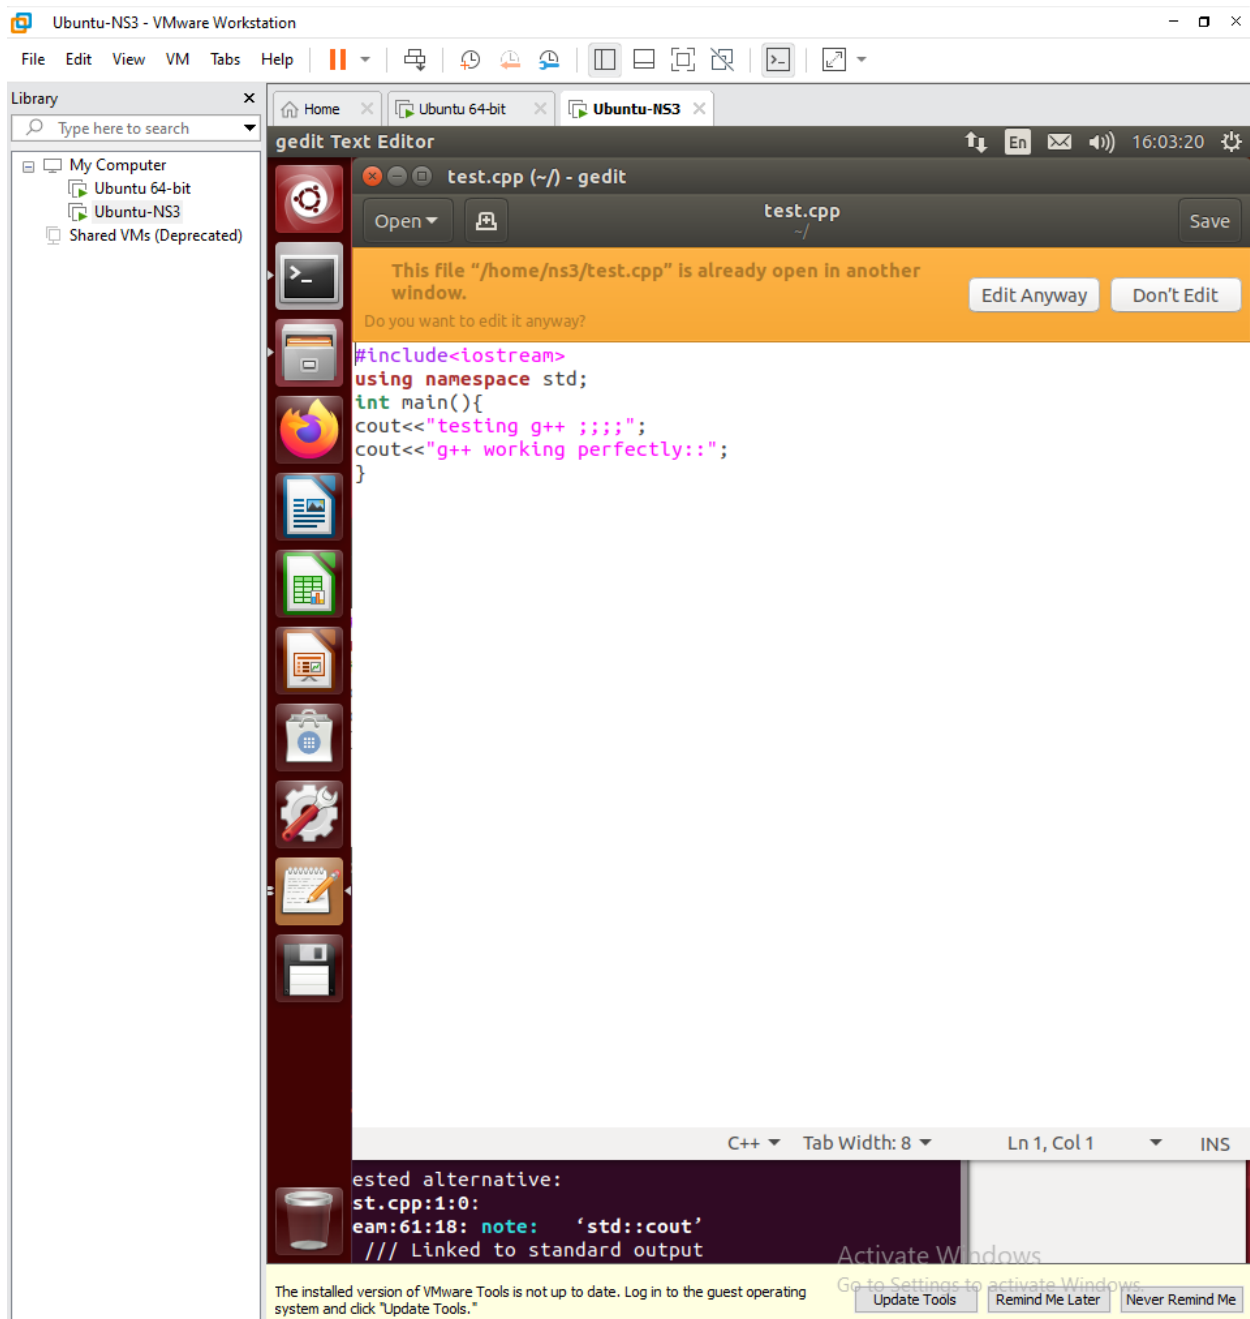 Ubuntu-NS3 - VMware Workstation
File Edit View VM Tabs Help
Library
Type here to search
My Computer
Ubuntu 64-bit
Ubuntu-NS3
Shared VMs (Deprecated)
Home
Ubuntu 64-bit
Ubuntu-NS3
gedit Text Editor
En
16:03:20
test.cpp (~/) - gedit
Open
test.cpp
~/
Save
This file “/home/ns3/test.cpp” is already open in another
window.
Do you want to edit it anyway?
Edit Anyway
Don't Edit
#include<iostream>
using namespace std;
int main(){
cout<<"testing g++ ;;;;";
cout<<"g++ working perfectly::";
}
C++ Tab Width: 8 Ln 1, Col 1 INS
ested alternative:
st.cpp:1:0:
eam:61:18: note: ‘std::cout’
/// Linked to standard output
Activate Windows
Go to Settings to activate Windows.
The installed version of VMware Tools is not up to date. Log in to the guest operating
system and click "Update Tools."
Update Tools
Remind Me Later
Never Remind Me